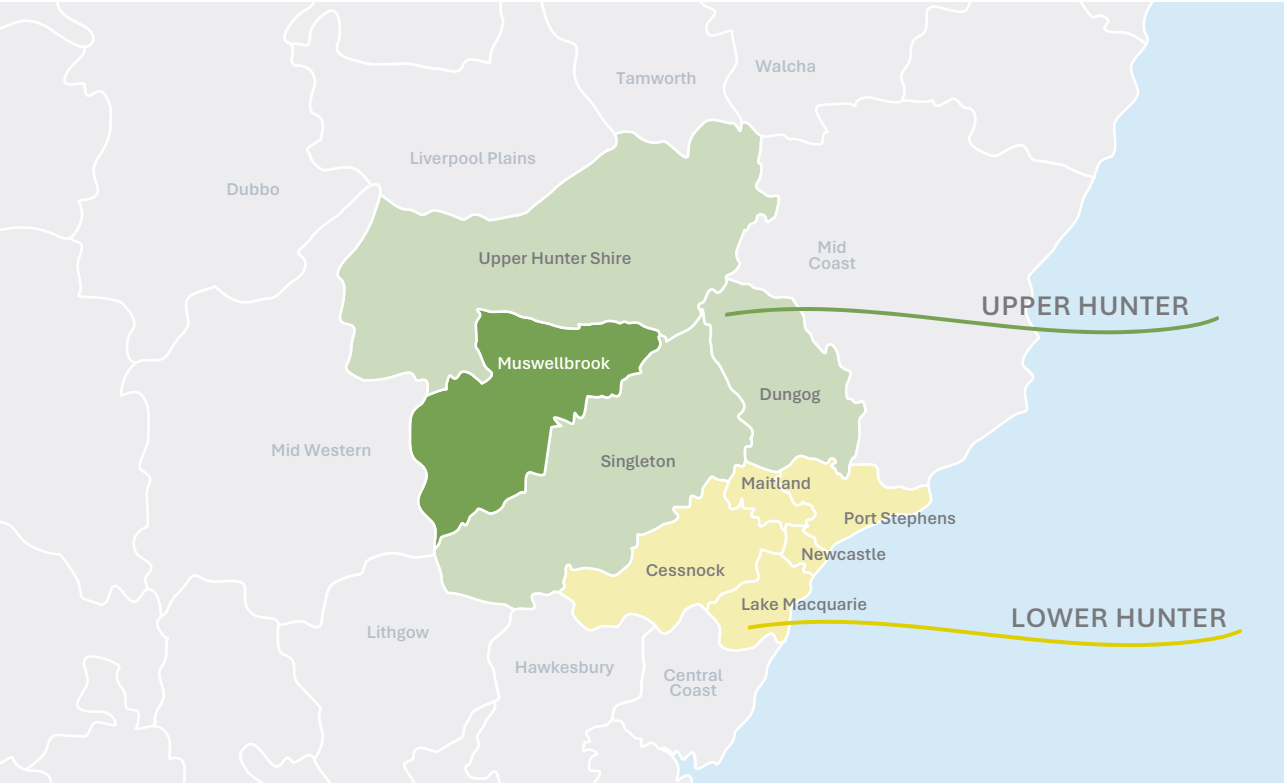 Walcha
Tamworth
Liverpool Plains
Dubbo
Mid
Coast
Upper Hunter Shire
UPPER HUNTER
Muswellbrook
Dungog
Mid Western
Singleton
Maitland
Port Stephens
Newcastle
Cessnock
Lake Macquarie
LOWER HUNTER
Lithgow
Hawkesbury
Central
Coast